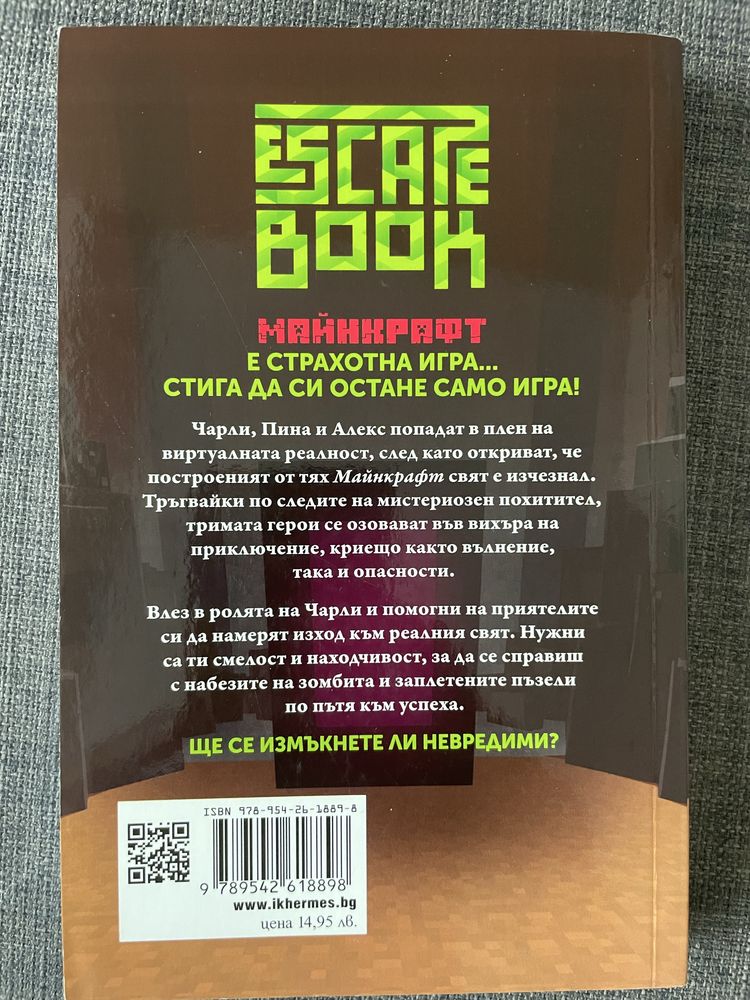 ESCAPE
BOOK
МАЙНКРАФТ
Е СТРАХОТНА ИГРА...
СТИГА ДА СИ ОСТАНЕ САМО ИГРА!
Чарли, Пина и Алекс попадат в плен на
виртуалната реалност, след като откриват, че
построеният от тях Майнкрафт свят е изчезнал.
Тръгвайки по следите на мистериозен похитител,
тримата герои се озовават във вихъра на
приключение, криещо както вълнение,
така и опасности.
Влез в ролята на Чарли и помогни на приятелите
си да намерят изход към реалния свят. Нужни
са ти смелост и находчивост, за да се справиш
с набезите на зомбита и заплетените пъзели
по пътя към успеха.
ЩЕ СЕ ИЗМЪКНЕТЕ ЛИ НЕВРЕДИМИ?
ISBN 978-954-26-1889-8
9 789542 618898
www.ikhermes.bg
цена 14,95 лв.